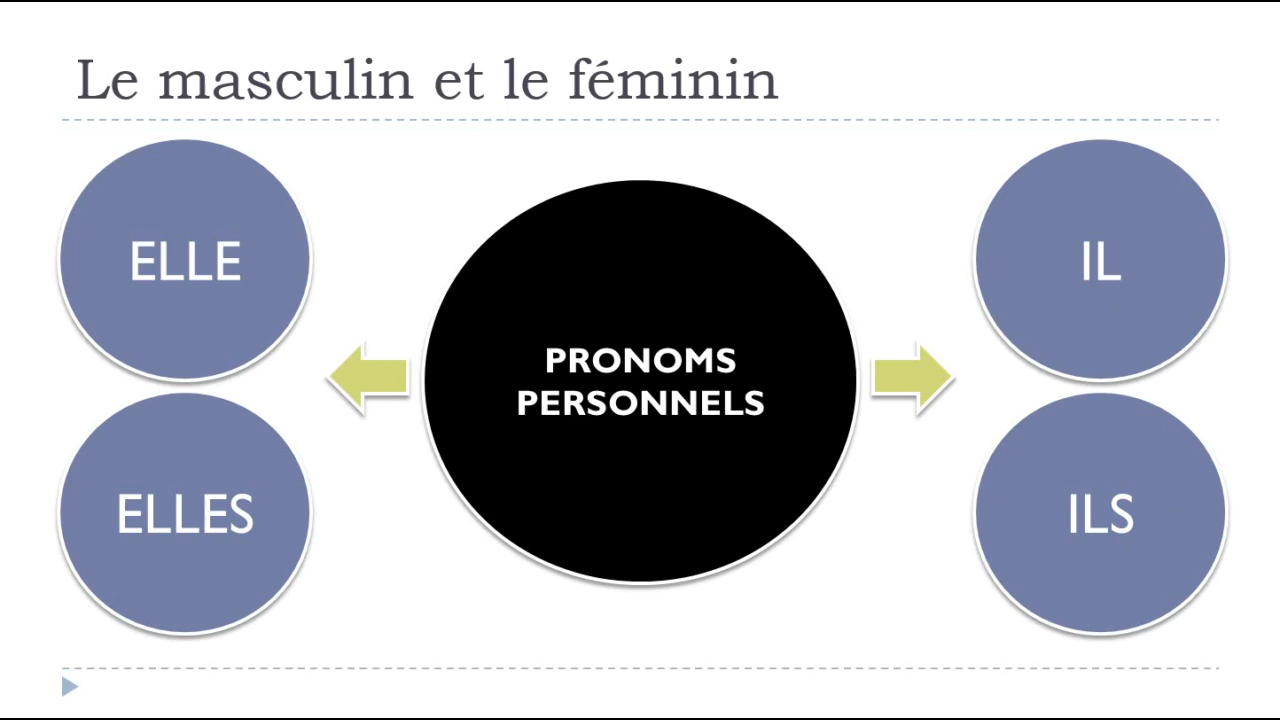 Le masculin et le féminin
ELLE
ELLES
PRONOMS
PERSONNELS
IL
ILS